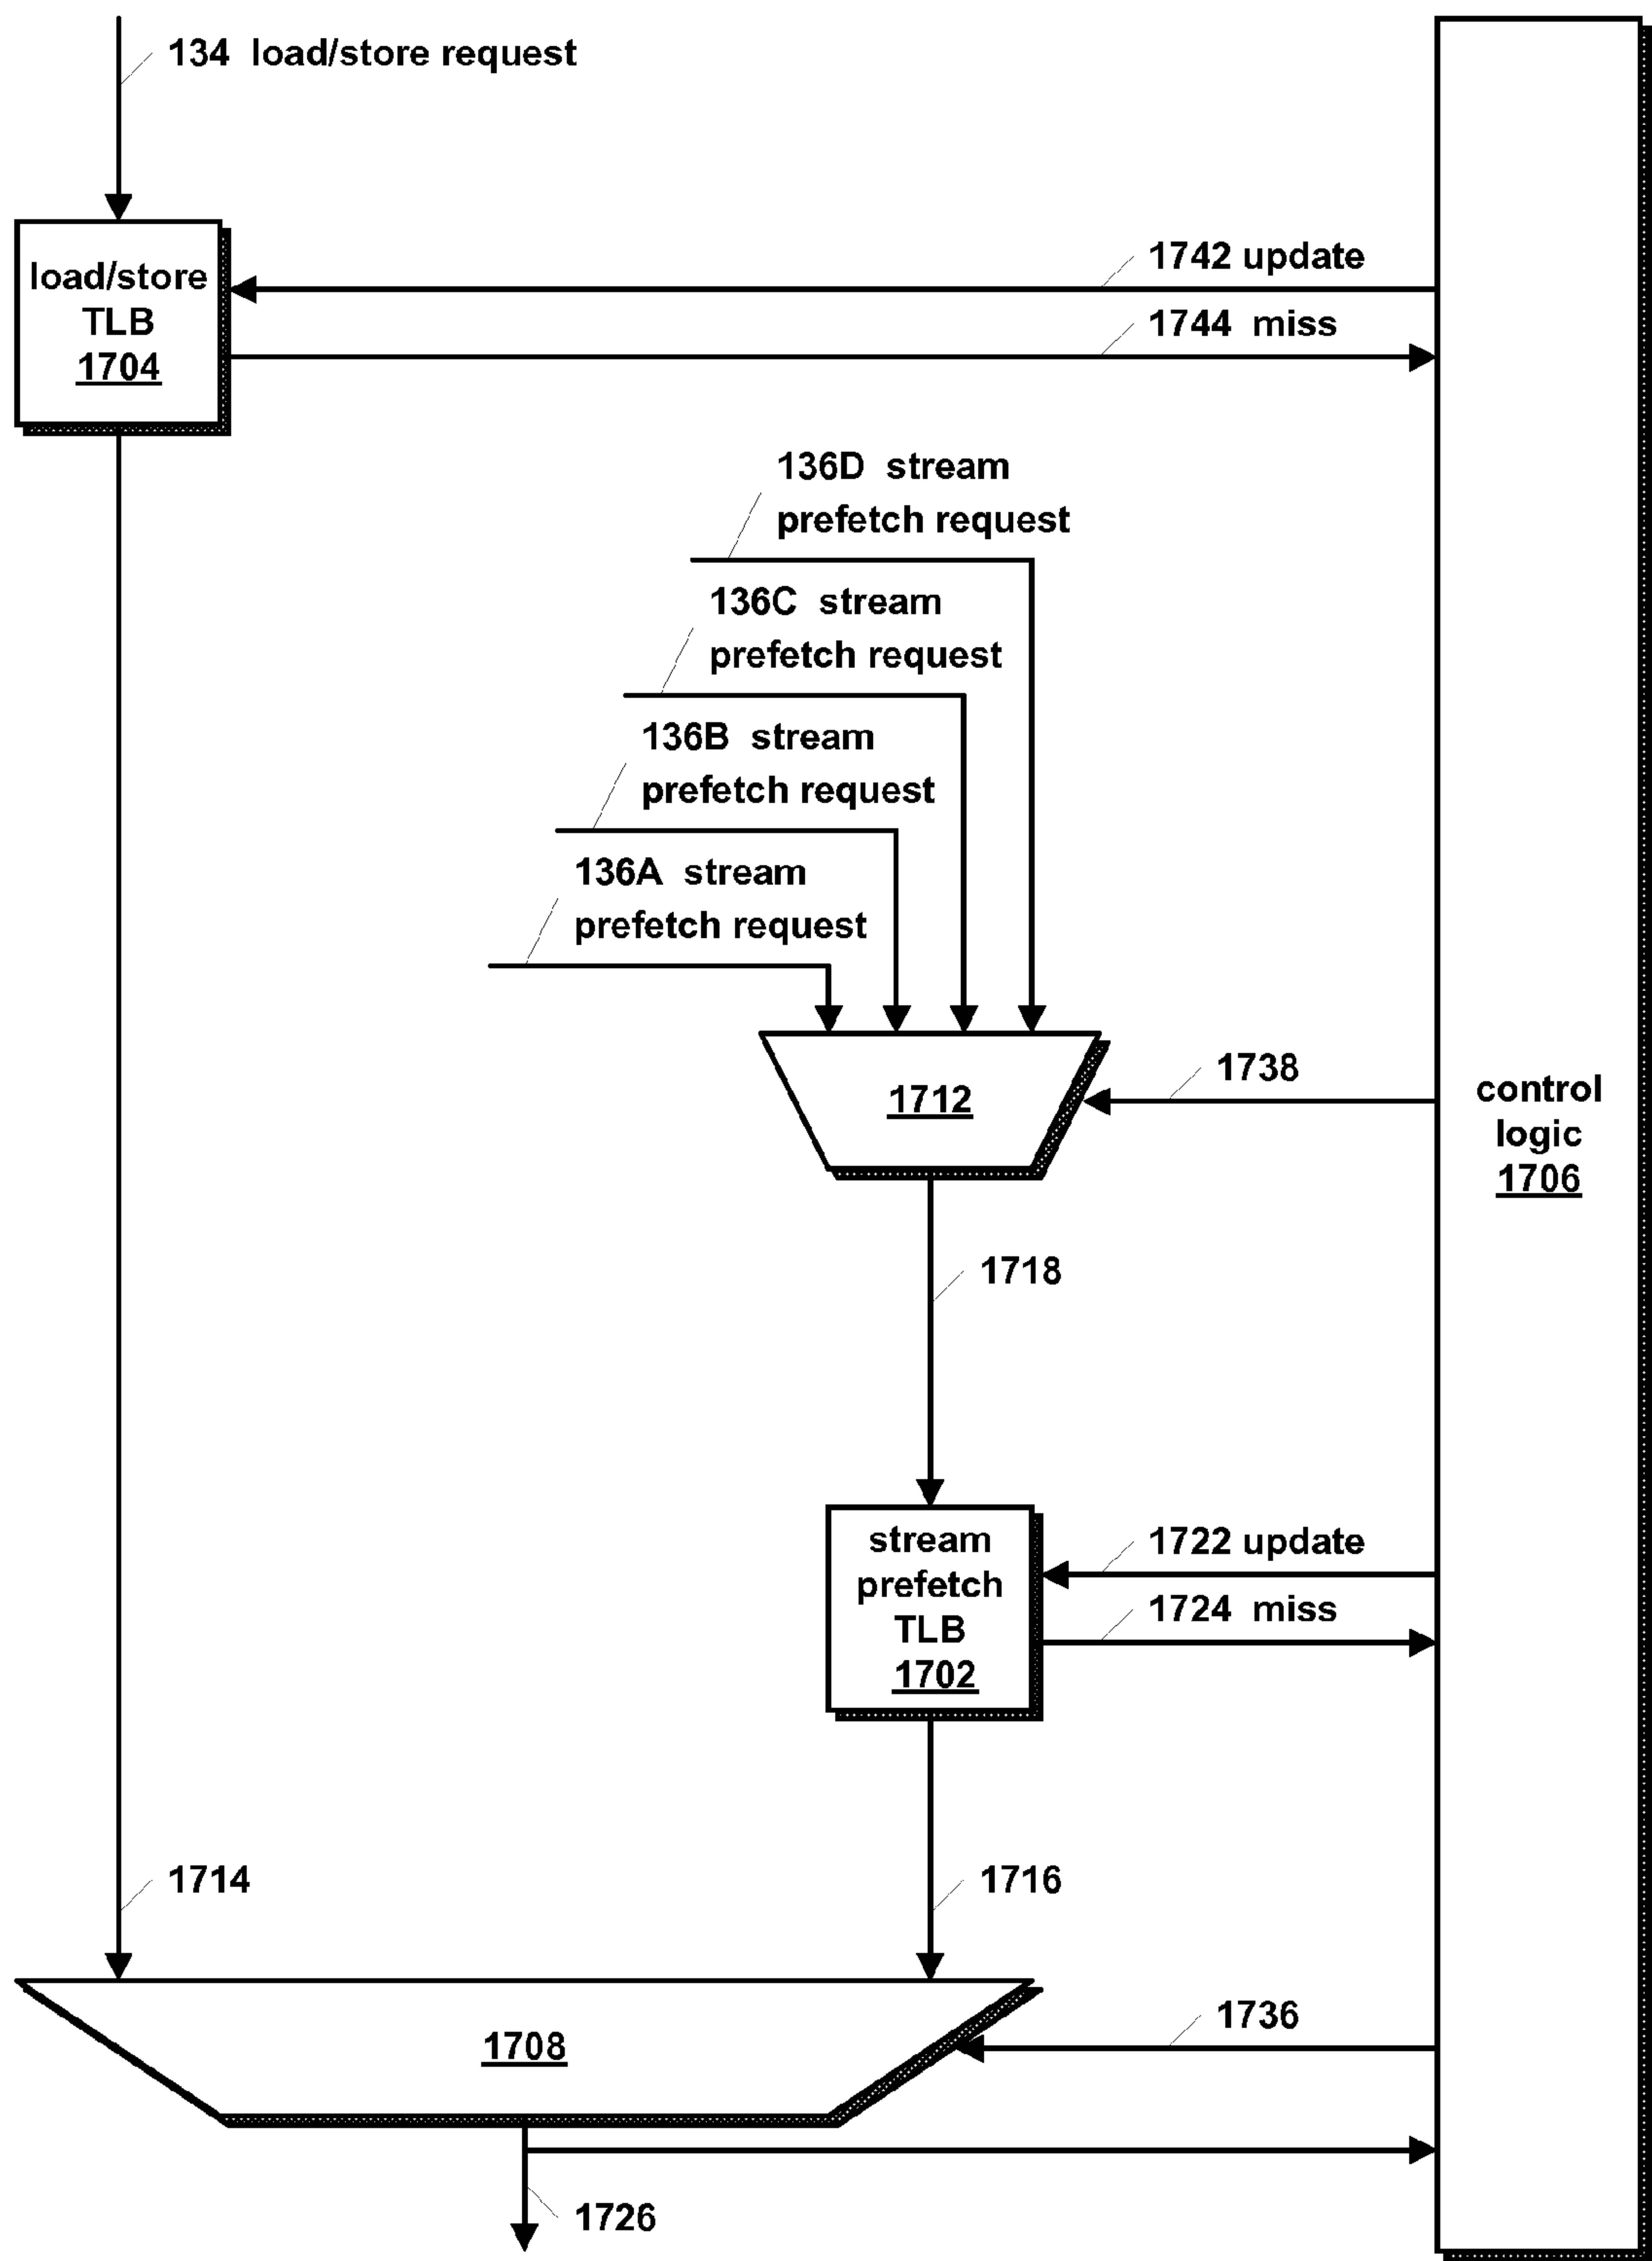 134 load/store request
1742 update
load/store
TLB
1704
1744 miss
136D stream
prefetch request
136C stream
prefetch request
136B stream
prefetch request
136A stream
prefetch request
1712
1738
control
logic
1706
1718
stream
prefetch
TLB
1702
1722 update
1724 miss
1714
1716
1708
1736
1726